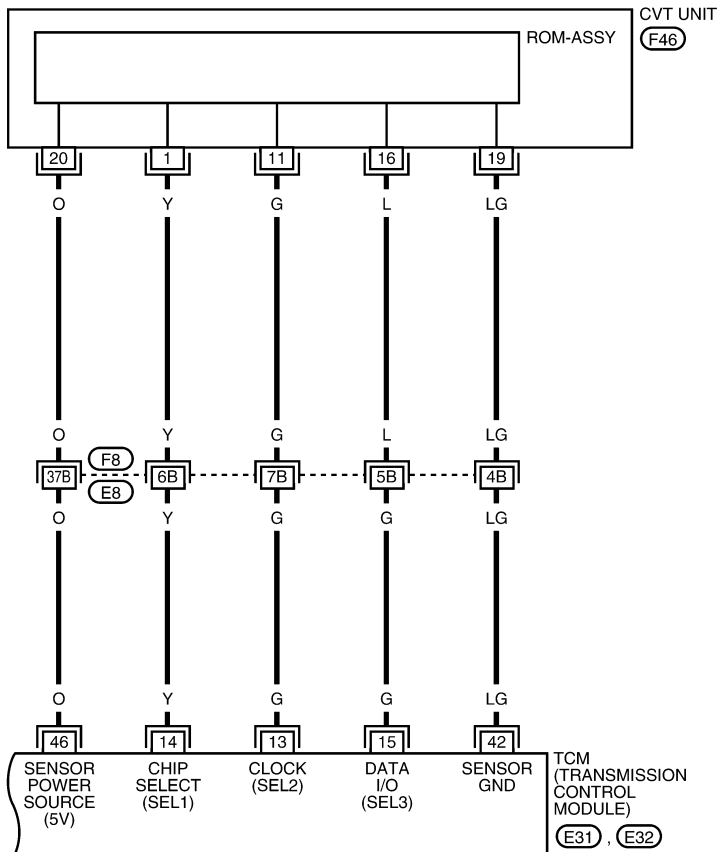 CVT UNIT
ROM-ASSY
F46
20 1 11 16 19
O Y G L LG
O Y G L LG
F8
37B 6B 7B 5B 4B
E8
O Y G G LG
O Y G G LG
46 14 13 15 42
SENSOR
POWER
SOURCE
(5V)
CHIP
SELECT
(SEL1)
CLOCK
(SEL2)
DATA
I/O
(SEL3)
SENSOR
GND
TCM
(TRANSMISSION
CONTROL
MODULE)
E31 , E32